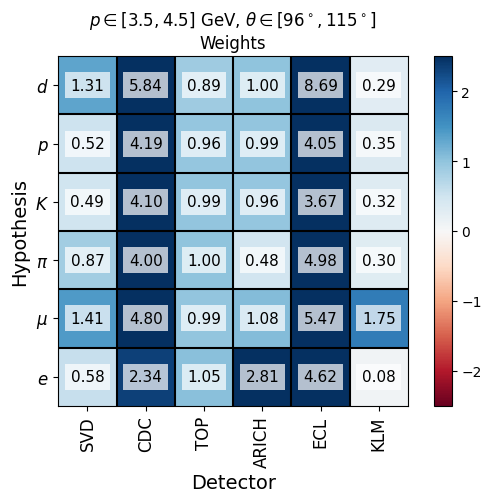 p ∈ [3.5, 4.5] GeV, θ ∈ [96°, 115°]
Weights
Hypothesis
d 1.31 5.84 0.89 1.00 8.69 0.29
p 0.52 4.19 0.96 0.99 4.05 0.35
K 0.49 4.10 0.99 0.96 3.67 0.32
π 0.87 4.00 1.00 0.48 4.98 0.30
μ 1.41 4.80 0.99 1.08 5.47 1.75
e 0.58 2.34 1.05 2.81 4.62 0.08
SVD CDC TOP ARICH ECL KLM
Detector
2
1
0
−1
−2